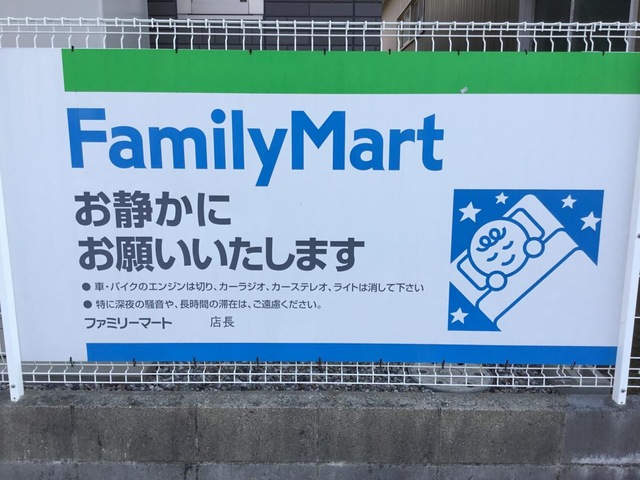 FamilyMart
お静かに
お願いいたします
● 車・バイクのエンジンは切り、カーラジオ、カーステレオ、ライトは消して下さい
● 特に深夜の騒音や、長時間の滞在は、ご遠慮ください。
ファミリーマート 店長